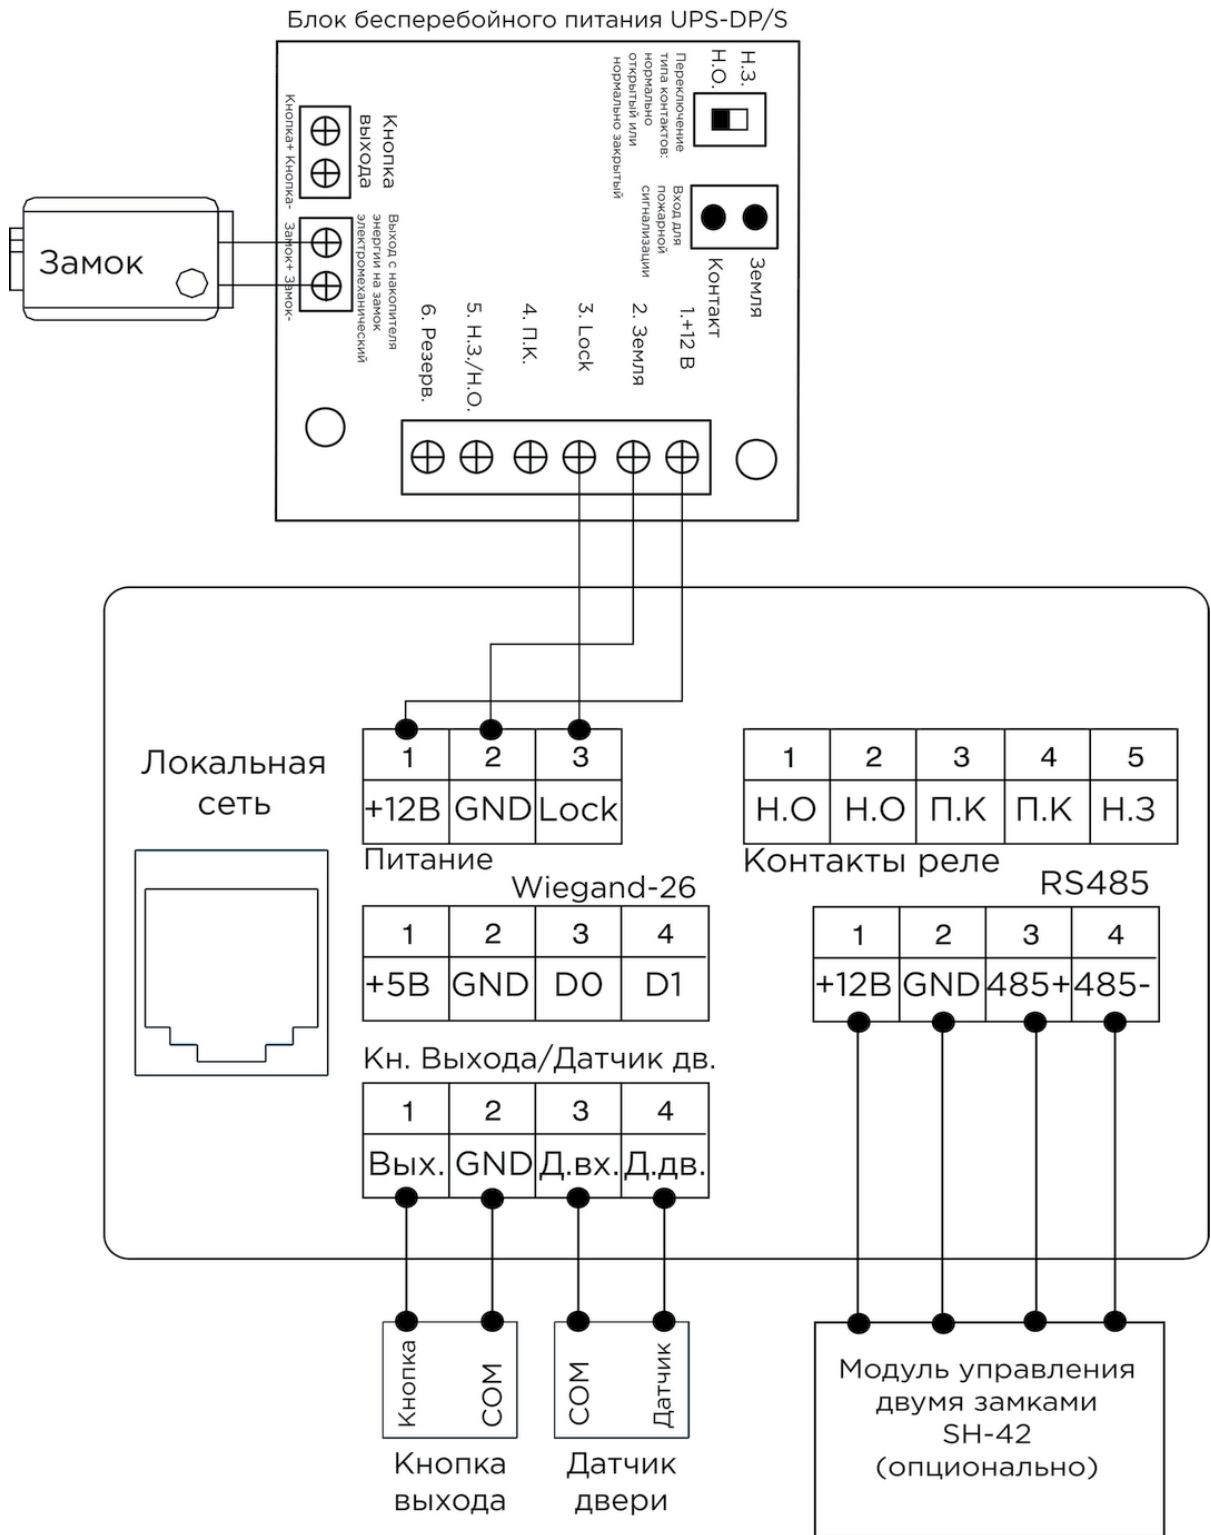 Блок бесперебойного питания UPS-DP/S
Н.З.
Н.О.
Переключение
типа контактов:
нормально
открытый или
нормально закрытый
Кнопка
выхода
Кнопка+ Кнопка-
Вход для
пожарной
сигнализации
Земля
Контакт
Выход с накопителя
энергии на замок
электромеханический
Замок+ Замок-
Замок
6. Резерв.
5. Н.З./Н.О.
4. П.К.
3. Lock
2. Земля
1.+12 В
Локальная
сеть
1 2 3
+12В GND Lock
Питание
1 2 3 4 5
Н.О Н.О П.К П.К Н.З
Контакты реле
Wiegand-26
1 2 3 4
+5В GND D0 D1
RS485
1 2 3 4
+12В GND 485+ 485-
Кн. Выхода/Датчик дв.
1 2 3 4
Вых. GND Д.вх. Д.дв.
Кнопка
COM
COM
Датчик
Кнопка
выхода
Датчик
двери
Модуль управления
двумя замками
SH-42
(опционально)